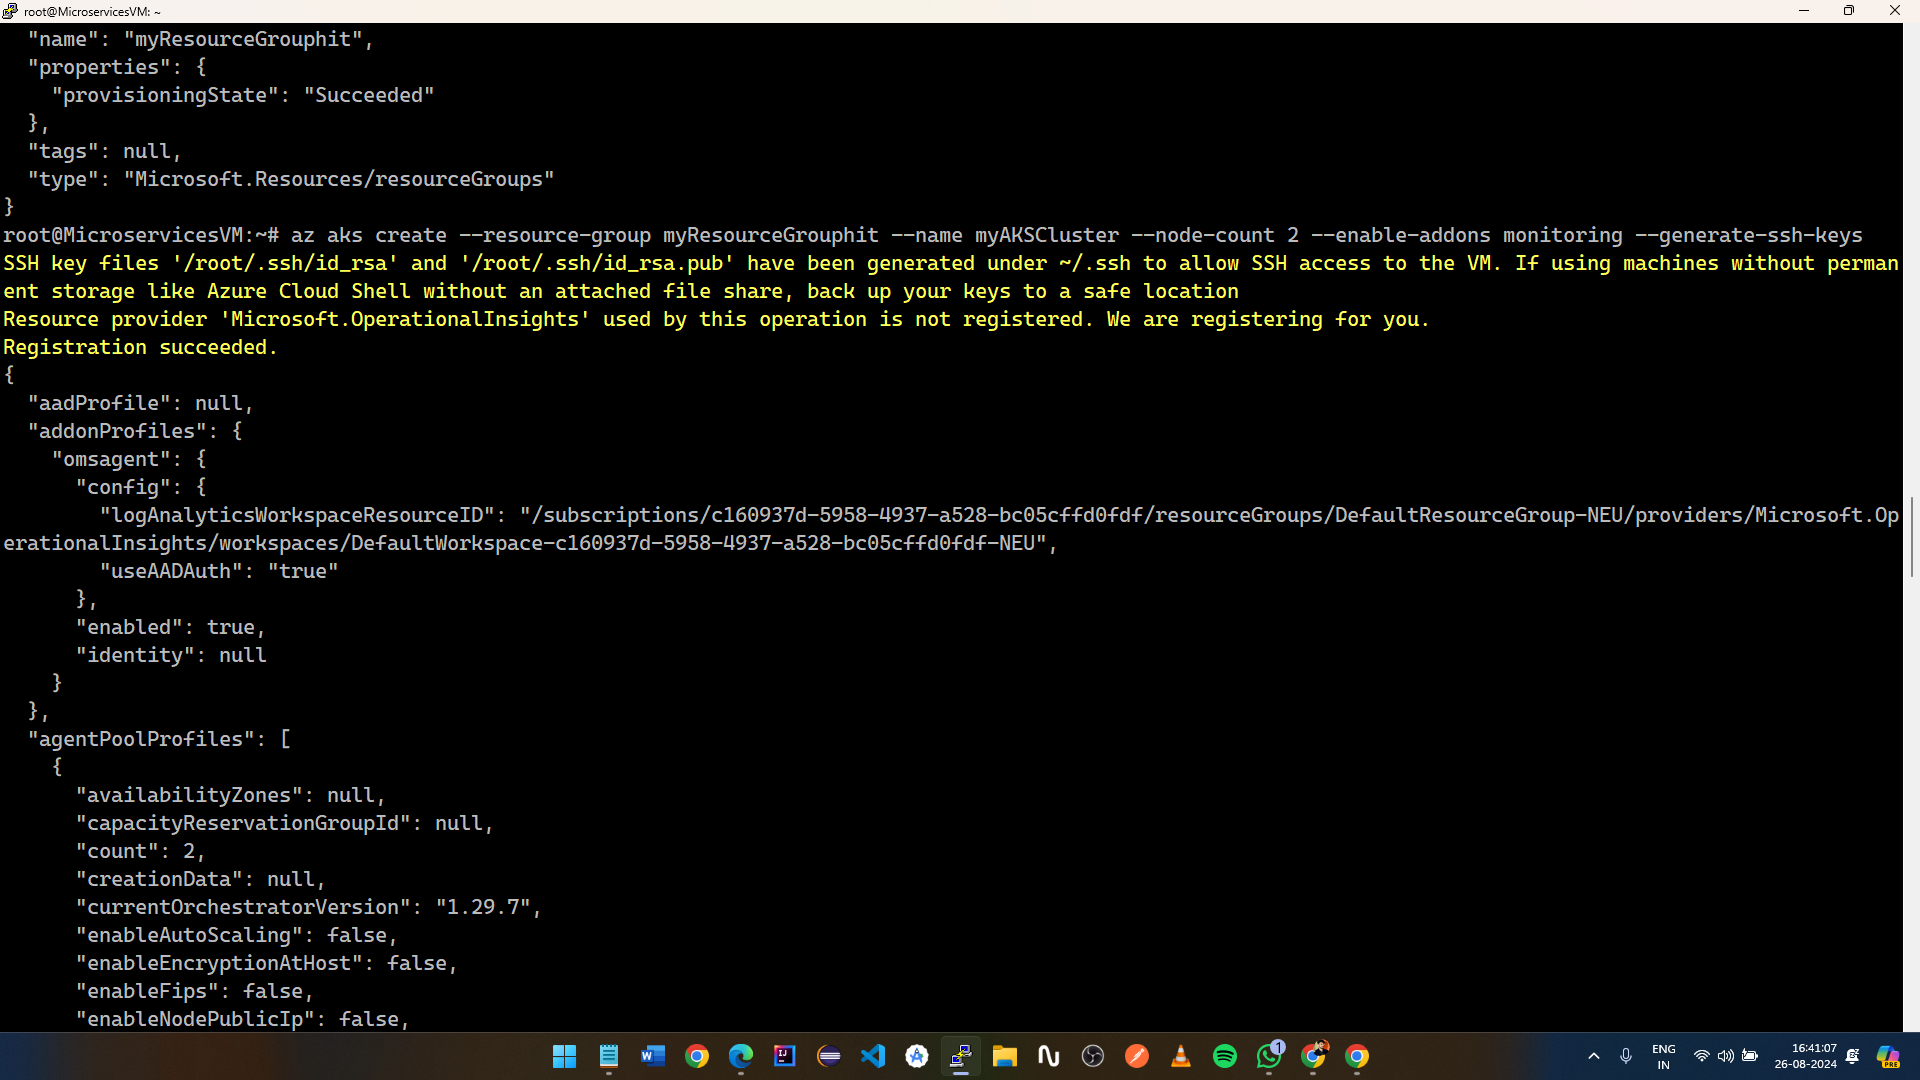 root@MicroservicesVM: ~
  "name": "myResourceGrouphit",
  "properties": {
    "provisioningState": "Succeeded"
  },
  "tags": null,
  "type": "Microsoft.Resources/resourceGroups"
}
root@MicroservicesVM:~# az aks create --resource-group myResourceGrouphit --name myAKSCluster --node-count 2 --enable-addons monitoring --generate-ssh-keys
SSH key files '/root/.ssh/id_rsa' and '/root/.ssh/id_rsa.pub' have been generated under ~/.ssh to allow SSH access to the VM. If using machines without perman
ent storage like Azure Cloud Shell without an attached file share, back up your keys to a safe location
Resource provider 'Microsoft.OperationalInsights' used by this operation is not registered. We are registering for you.
Registration succeeded.
{
  "aadProfile": null,
  "addonProfiles": {
    "omsagent": {
      "config": {
        "logAnalyticsWorkspaceResourceID": "/subscriptions/c160937d-5958-4937-a528-bc05cffd0fdf/resourceGroups/DefaultResourceGroup-NEU/providers/Microsoft.Op
erationalInsights/workspaces/DefaultWorkspace-c160937d-5958-4937-a528-bc05cffd0fdf-NEU",
        "useAADAuth": "true"
      },
      "enabled": true,
      "identity": null
    }
  },
  "agentPoolProfiles": [
    {
      "availabilityZones": null,
      "capacityReservationGroupId": null,
      "count": 2,
      "creationData": null,
      "currentOrchestratorVersion": "1.29.7",
      "enableAutoScaling": false,
      "enableEncryptionAtHost": false,
      "enableFips": false,
      "enableNodePublicIp": false,
1
ENG
IN
16:41:07
26-08-2024
PRE